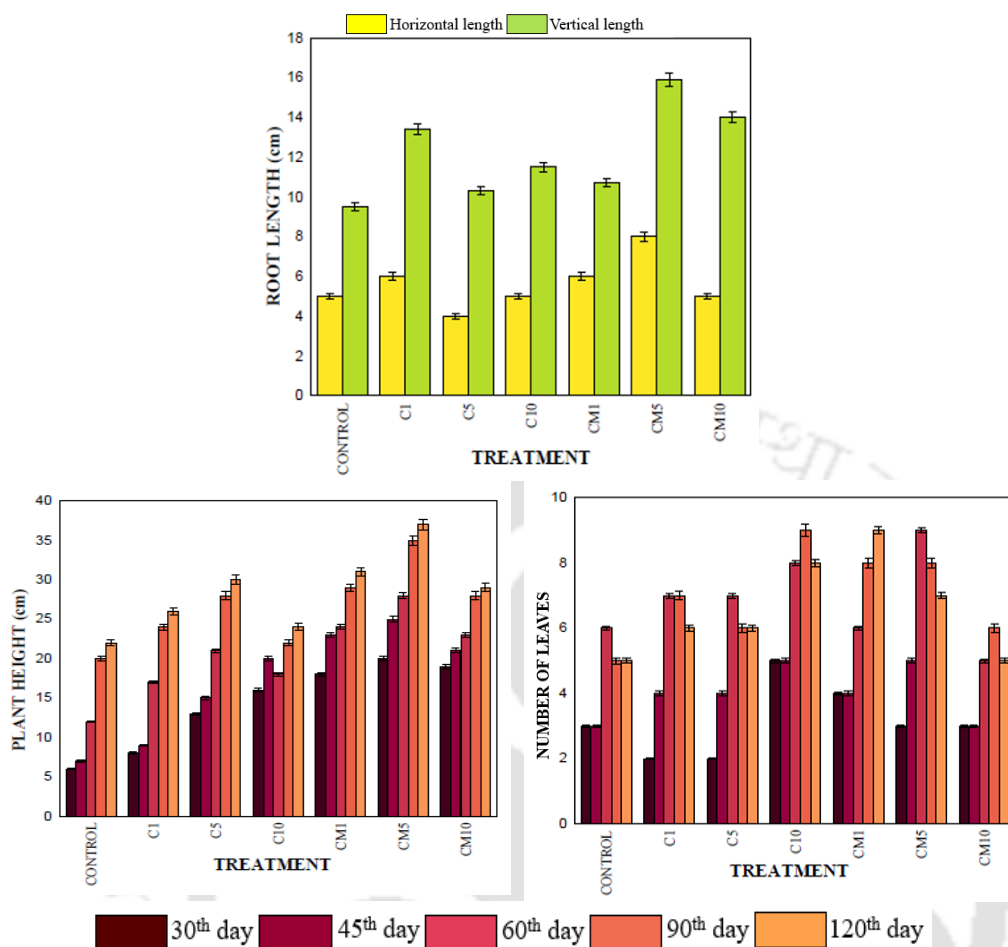 Horizontal length Vertical length
ROOT LENGTH (cm)
18
16
14
12
10
8
6
4
2
0
CONTROL C1 C5 C10 CM1 CM5 CM10
TREATMENT
PLANT HEIGHT (cm)
40
35
30
25
20
15
10
5
0
CONTROL C1 C5 C10 CM1 CM5 CM10
TREATMENT
NUMBER OF LEAVES
10
8
6
4
2
0
CONTROL C1 C5 C10 CM1 CM5 CM10
TREATMENT
30th day 45th day 60th day 90th day 120th day